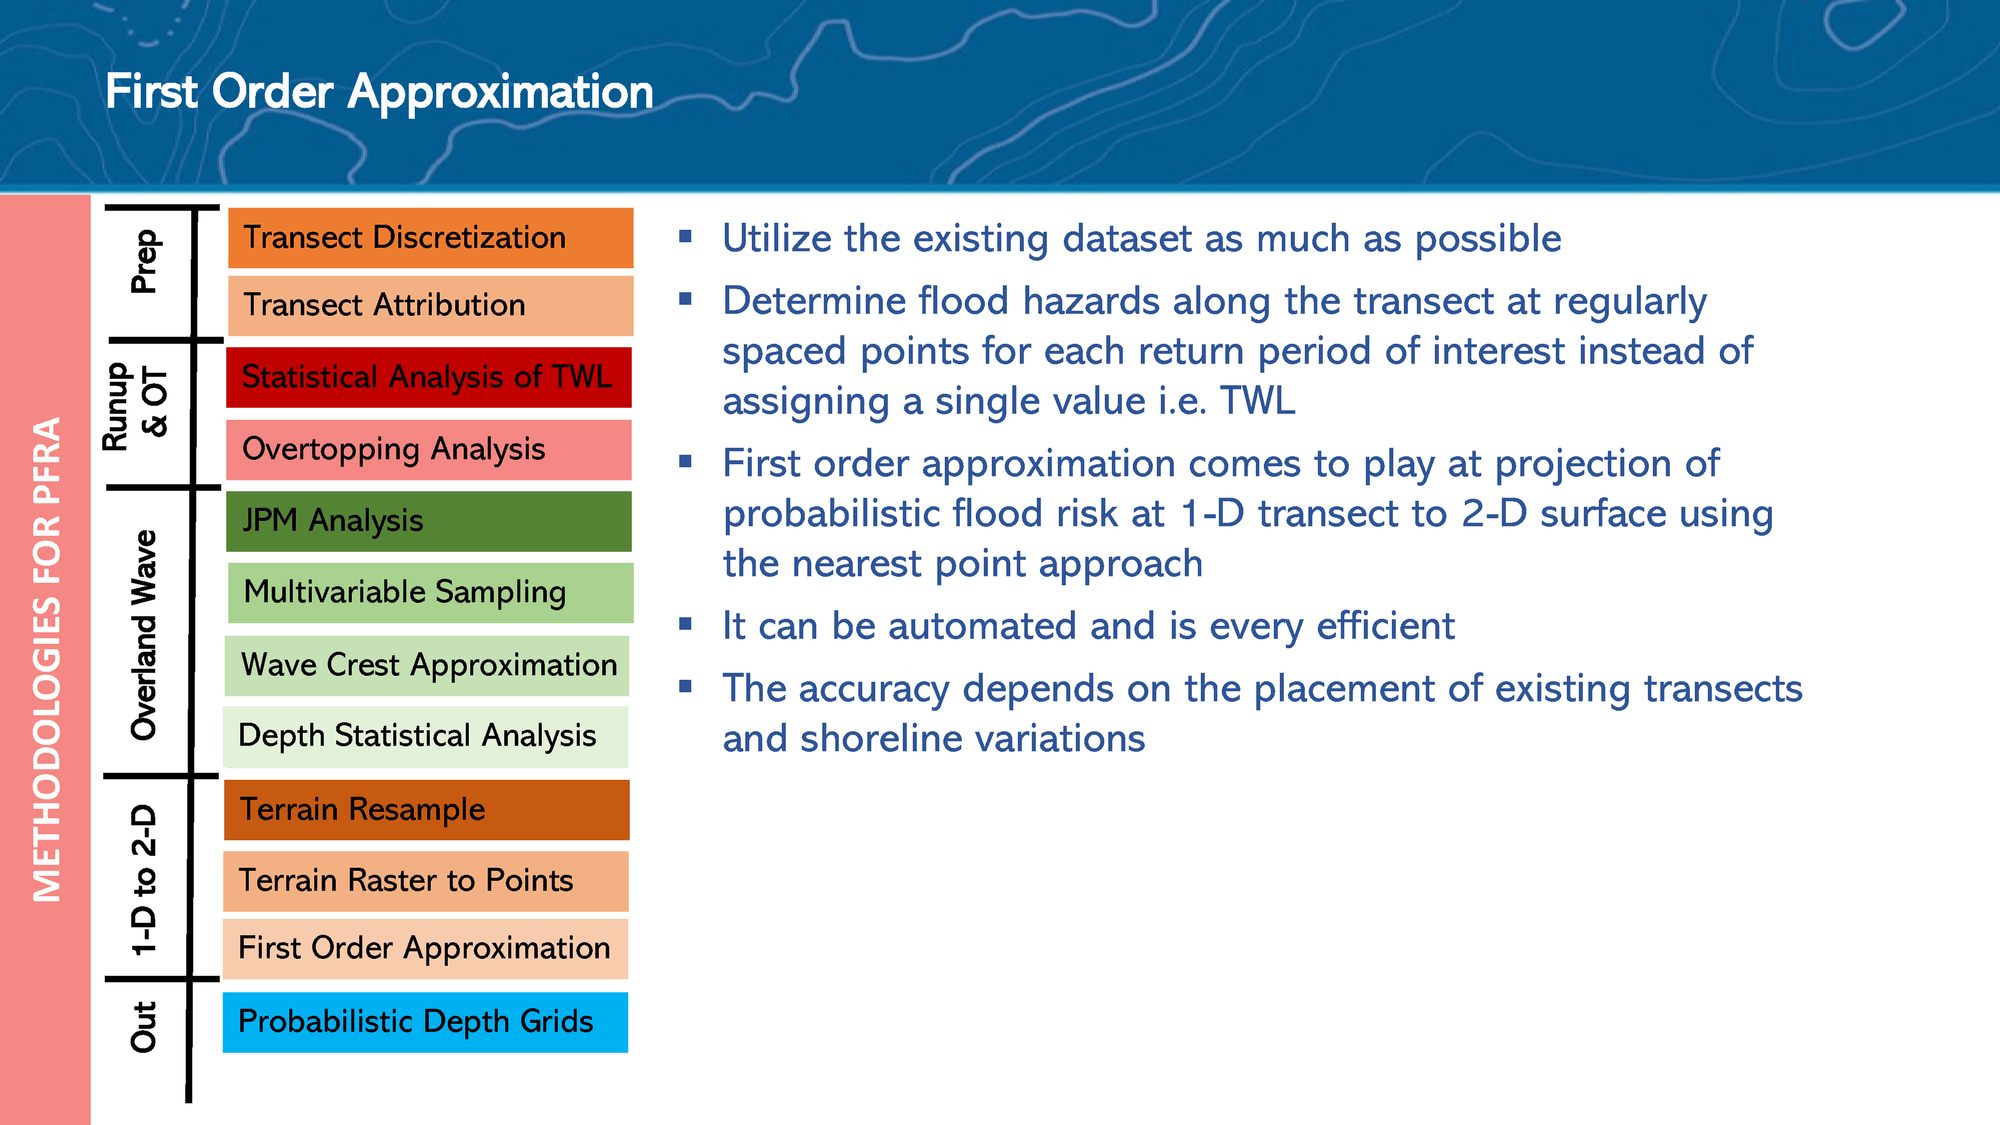 First Order Approximation
METHODOLOGIES FOR PFRA
Prep
Transect Discretization
Transect Attribution
Runup
& OT
Statistical Analysis of TWL
Overtopping Analysis
Overland Wave
JPM Analysis
Multivariable Sampling
Wave Crest Approximation
Depth Statistical Analysis
1-D to 2-D
Terrain Resample
Terrain Raster to Points
First Order Approximation
Out
Probabilistic Depth Grids
▪ Utilize the existing dataset as much as possible
▪ Determine flood hazards along the transect at regularly
spaced points for each return period of interest instead of
assigning a single value i.e. TWL
▪ First order approximation comes to play at projection of
probabilistic flood risk at 1-D transect to 2-D surface using
the nearest point approach
▪ It can be automated and is every efficient
▪ The accuracy depends on the placement of existing transects
and shoreline variations